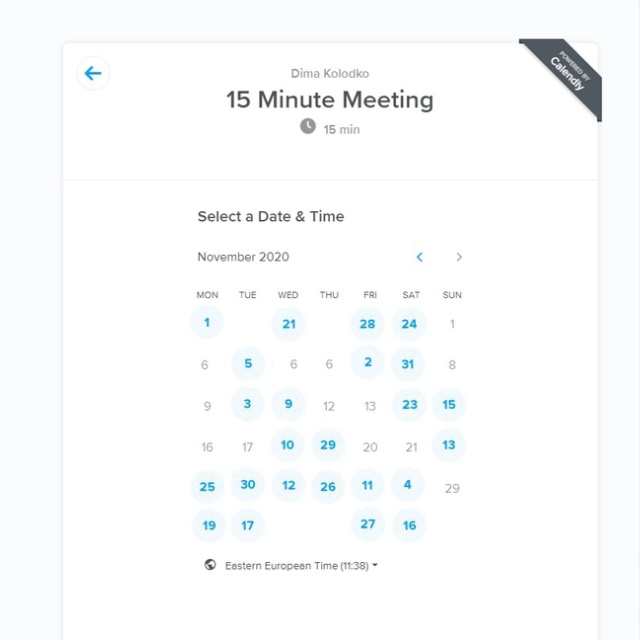 POWERED BY
Calendly
Dima Kolodko
15 Minute Meeting
15 min
Select a Date & Time
November 2020
MON TUE WED THU FRI SAT SUN
1 21 28 24 1
6 5 6 6 2 31 8
9 3 9 12 13 23 15
16 17 10 29 20 21 13
25 30 12 26 11 4 29
19 17 27 16
Eastern European Time (11:38)